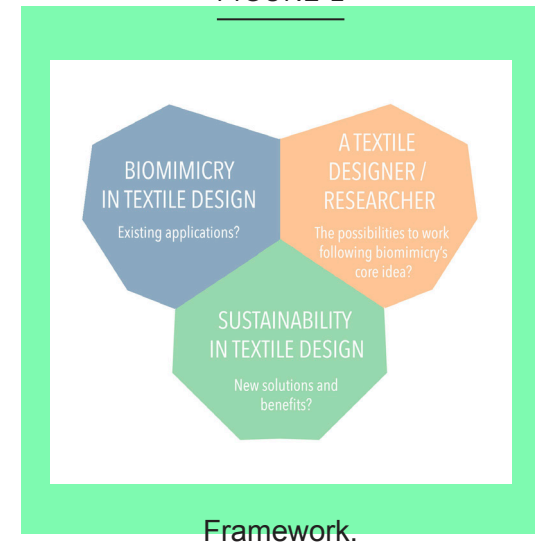 BIOMIMICRY
IN TEXTILE DESIGN
Existing applications?
A TEXTILE
DESIGNER /
RESEARCHER
The possibilities to work
following biomimicry's
core idea?
SUSTAINABILITY
IN TEXTILE DESIGN
New solutions and
benefits?
Framework.